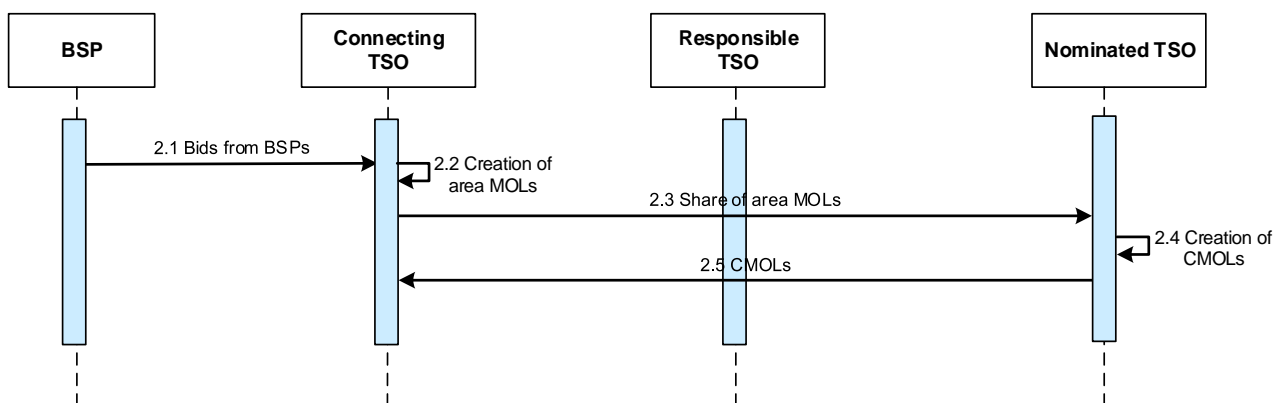 BSP
Connecting
TSO
Responsible
TSO
Nominated TSO
2.1 Bids from BSPs
2.2 Creation of
area MOLs
2.3 Share of area MOLs
2.4 Creation of
CMOLs
2.5 CMOLs